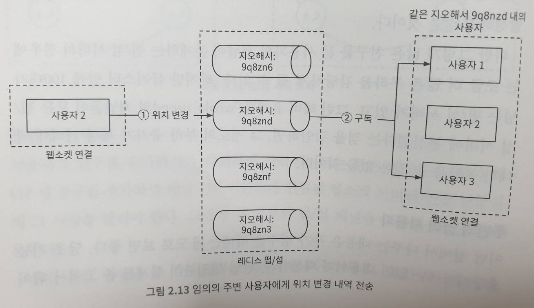 같은 지오해서 9q8nzd 내의
사용자
지오해시:
9q8zn6
사용자 1
사용자 2
① 위치 변경
지오해시:
9q8znd
② 구독
사용자 2
웹소켓 연결
지오해시:
9q8znf
사용자 3
지오해시:
9q8zn3
웹소켓 연결
레디스 펍/섭
그림 2.13 임의의 주변 사용자에게 위치 변경 내역 전송